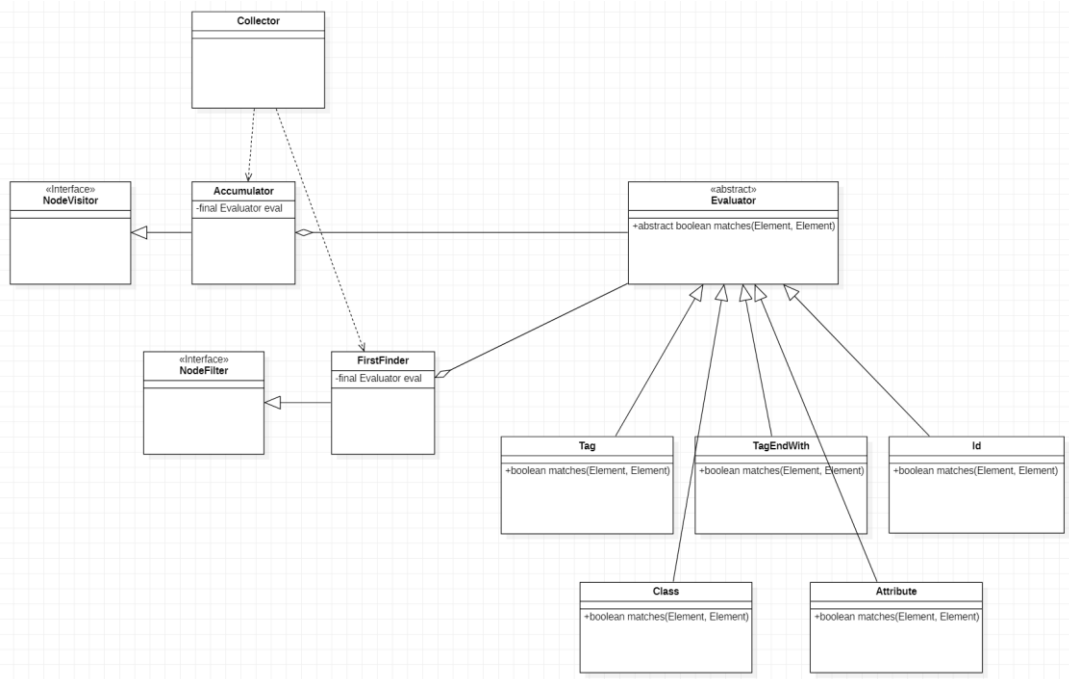 Collector
«Interface»
NodeVisitor
Accumulator
-final Evaluator eval
«abstract»
Evaluator
+abstract boolean matches(Element, Element)
«Interface»
NodeFilter
FirstFinder
-final Evaluator eval
Tag
+boolean matches(Element, Element)
TagEndWith
+boolean matches(Element, Element)
Id
+boolean matches(Element, Element)
Class
+boolean matches(Element, Element)
Attribute
+boolean matches(Element, Element)